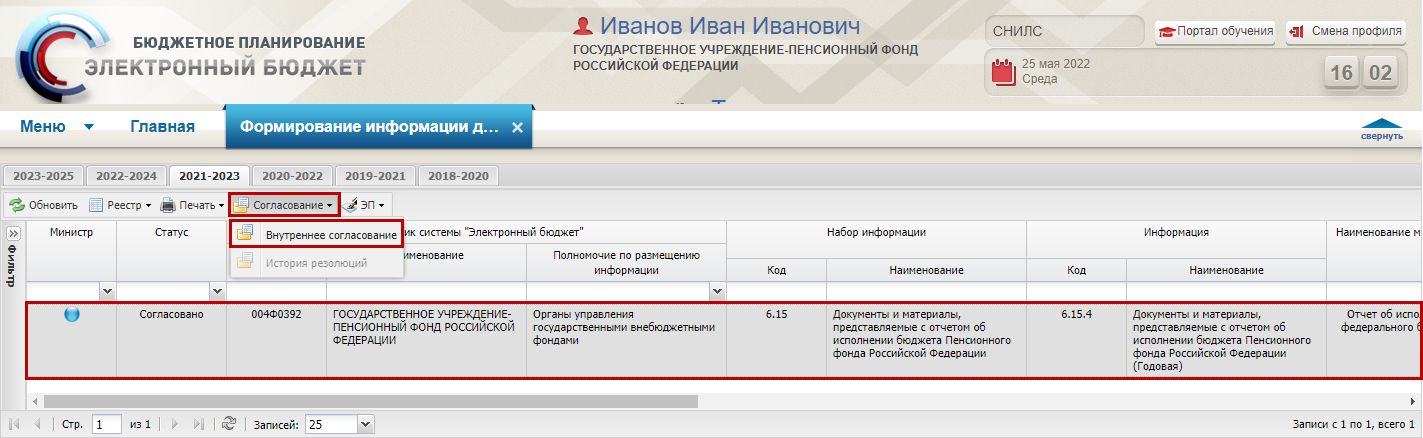 БЮДЖЕТНОЕ ПЛАНИРОВАНИЕ
ЭЛЕКТРОННЫЙ БЮДЖЕТ
Иванов Иван Иванович
ГОСУДАРСТВЕННОЕ УЧРЕЖДЕНИЕ-ПЕНСИОННЫЙ ФОНД
РОССИЙСКОЙ ФЕДЕРАЦИИ
СНИЛС
Портал обучения
Смена профиля
25 мая 2022
Среда
16 02
Меню
Главная
Формирование информации д...
свернуть
2023-2025
2022-2024
2021-2023
2020-2022
2019-2021
2018-2020
Обновить
Реестр
Печать
Согласование
ЭП
Внутреннее согласование
История резолюций
Фильтр
Министр
Статус
ик системы "Электронный бюджет"
именование
Полномочие по размещению
информации
Набор информации
Код
Наименование
Информация
Код
Наименование
Наименование м
Согласовано
004Ф0392
ГОСУДАРСТВЕННОЕ УЧРЕЖДЕНИЕ-
ПЕНСИОННЫЙ ФОНД РОССИЙСКОЙ
ФЕДЕРАЦИИ
Органы управления
государственными внебюджетными
фондами
6.15
Документы и материалы,
представляемые с отчетом об
исполнении бюджета Пенсионного
фонда Российской Федерации
6.15.4
Документы и материалы,
представляемые с отчетом об
исполнении бюджета Пенсионного
фонда Российской Федерации
(Годовая)
Отчет об испо
федерального б
Стр. 1 из 1
Записей: 25
Записи с 1 по 1, всего 1